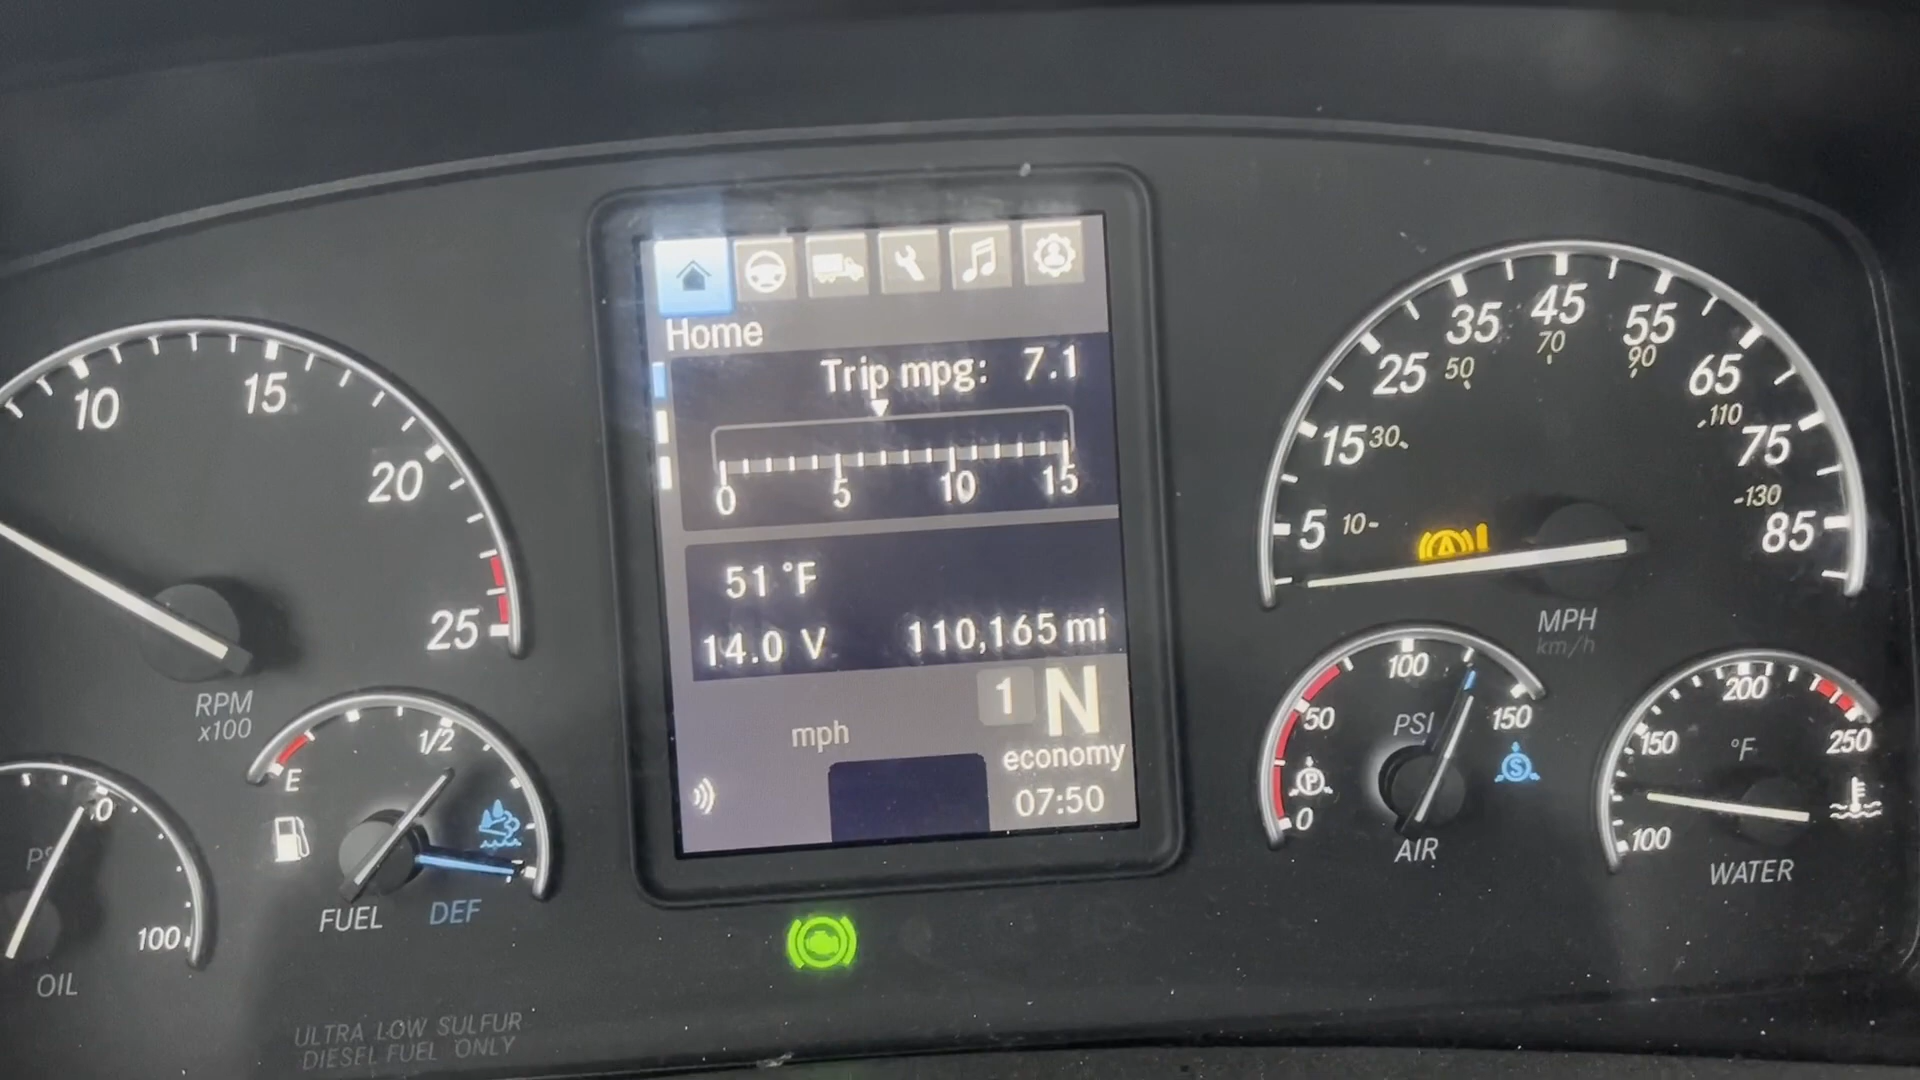 Home
Trip mpg: 7.1
0 5 10 15
51 °F
14.0 V 110,165 mi
1 N
mph
economy
07:50
10 15 20 25
RPM
x100
E 1/2
FUEL DEF
100
OIL
ULTRA LOW SULFUR
DIESEL FUEL ONLY
5 15 25 35 45 55 65 75 85
10 30 50 70 90 110 130
MPH
km/h
0 50 100 150
PSI
P
S
AIR
100 150 200 250
°F
WATER